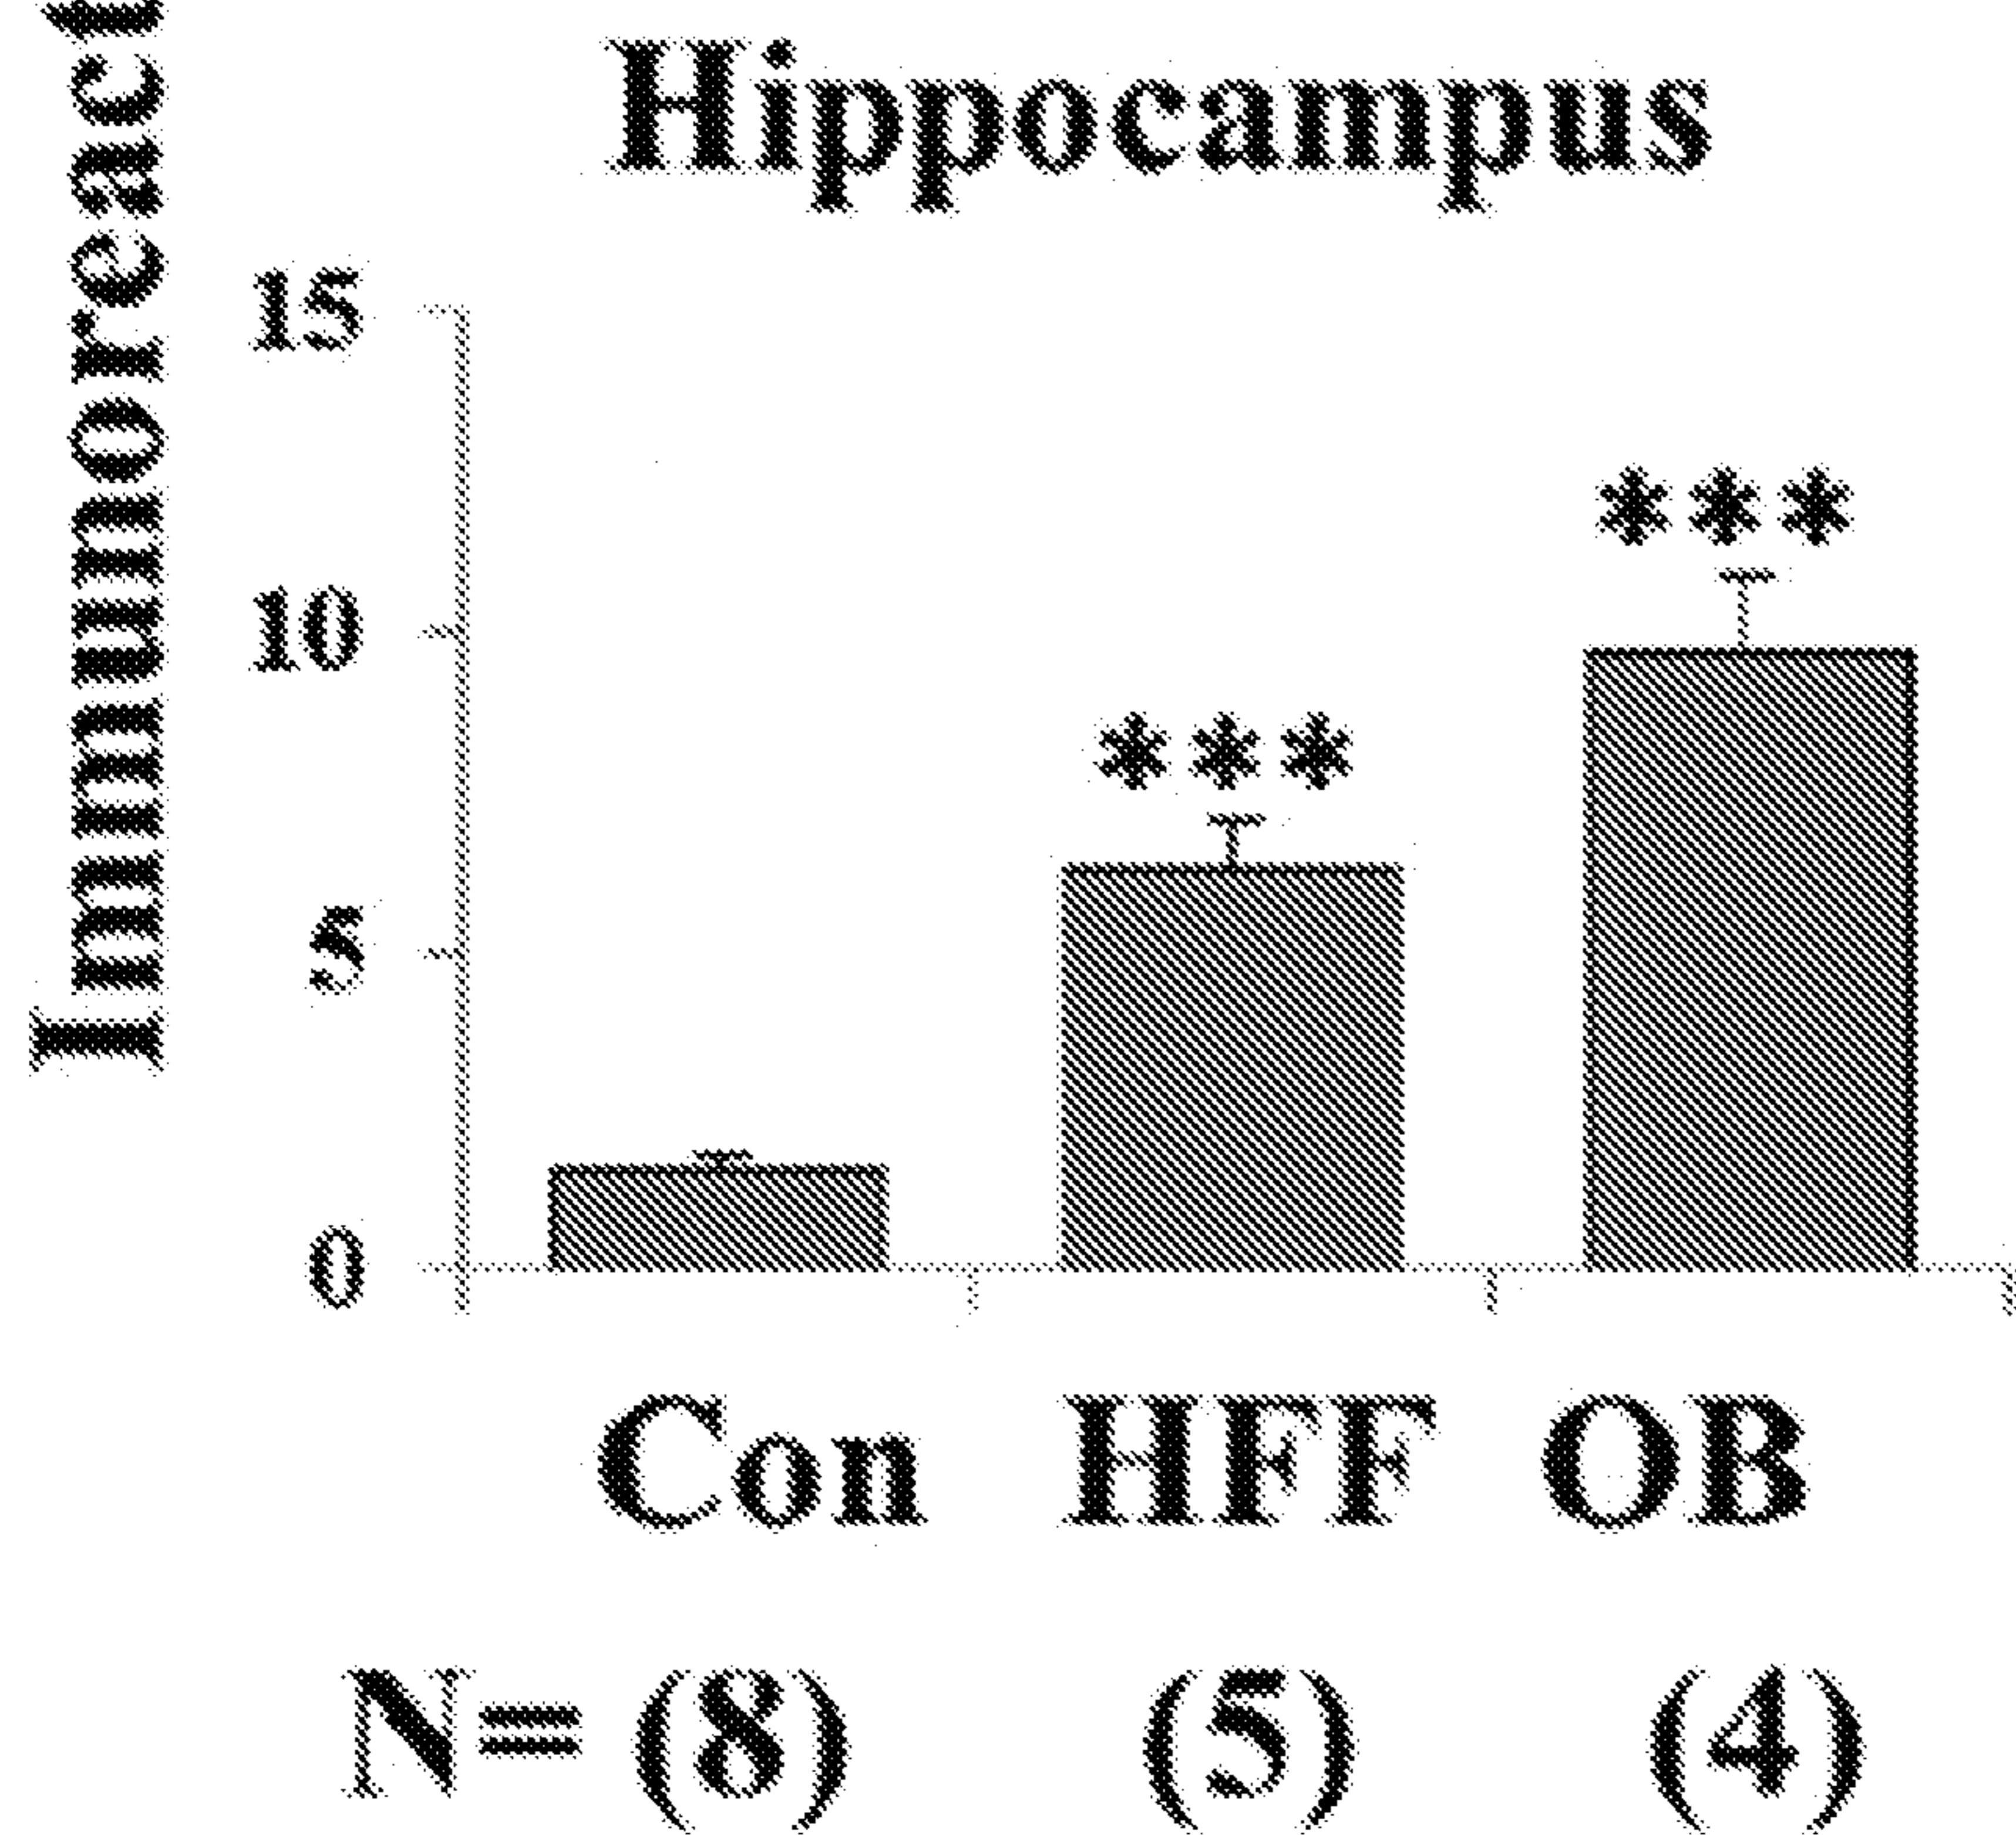 Hippocampus
15
***
10
***
5
0
Con HFF OB
N= (8) (5) (4)